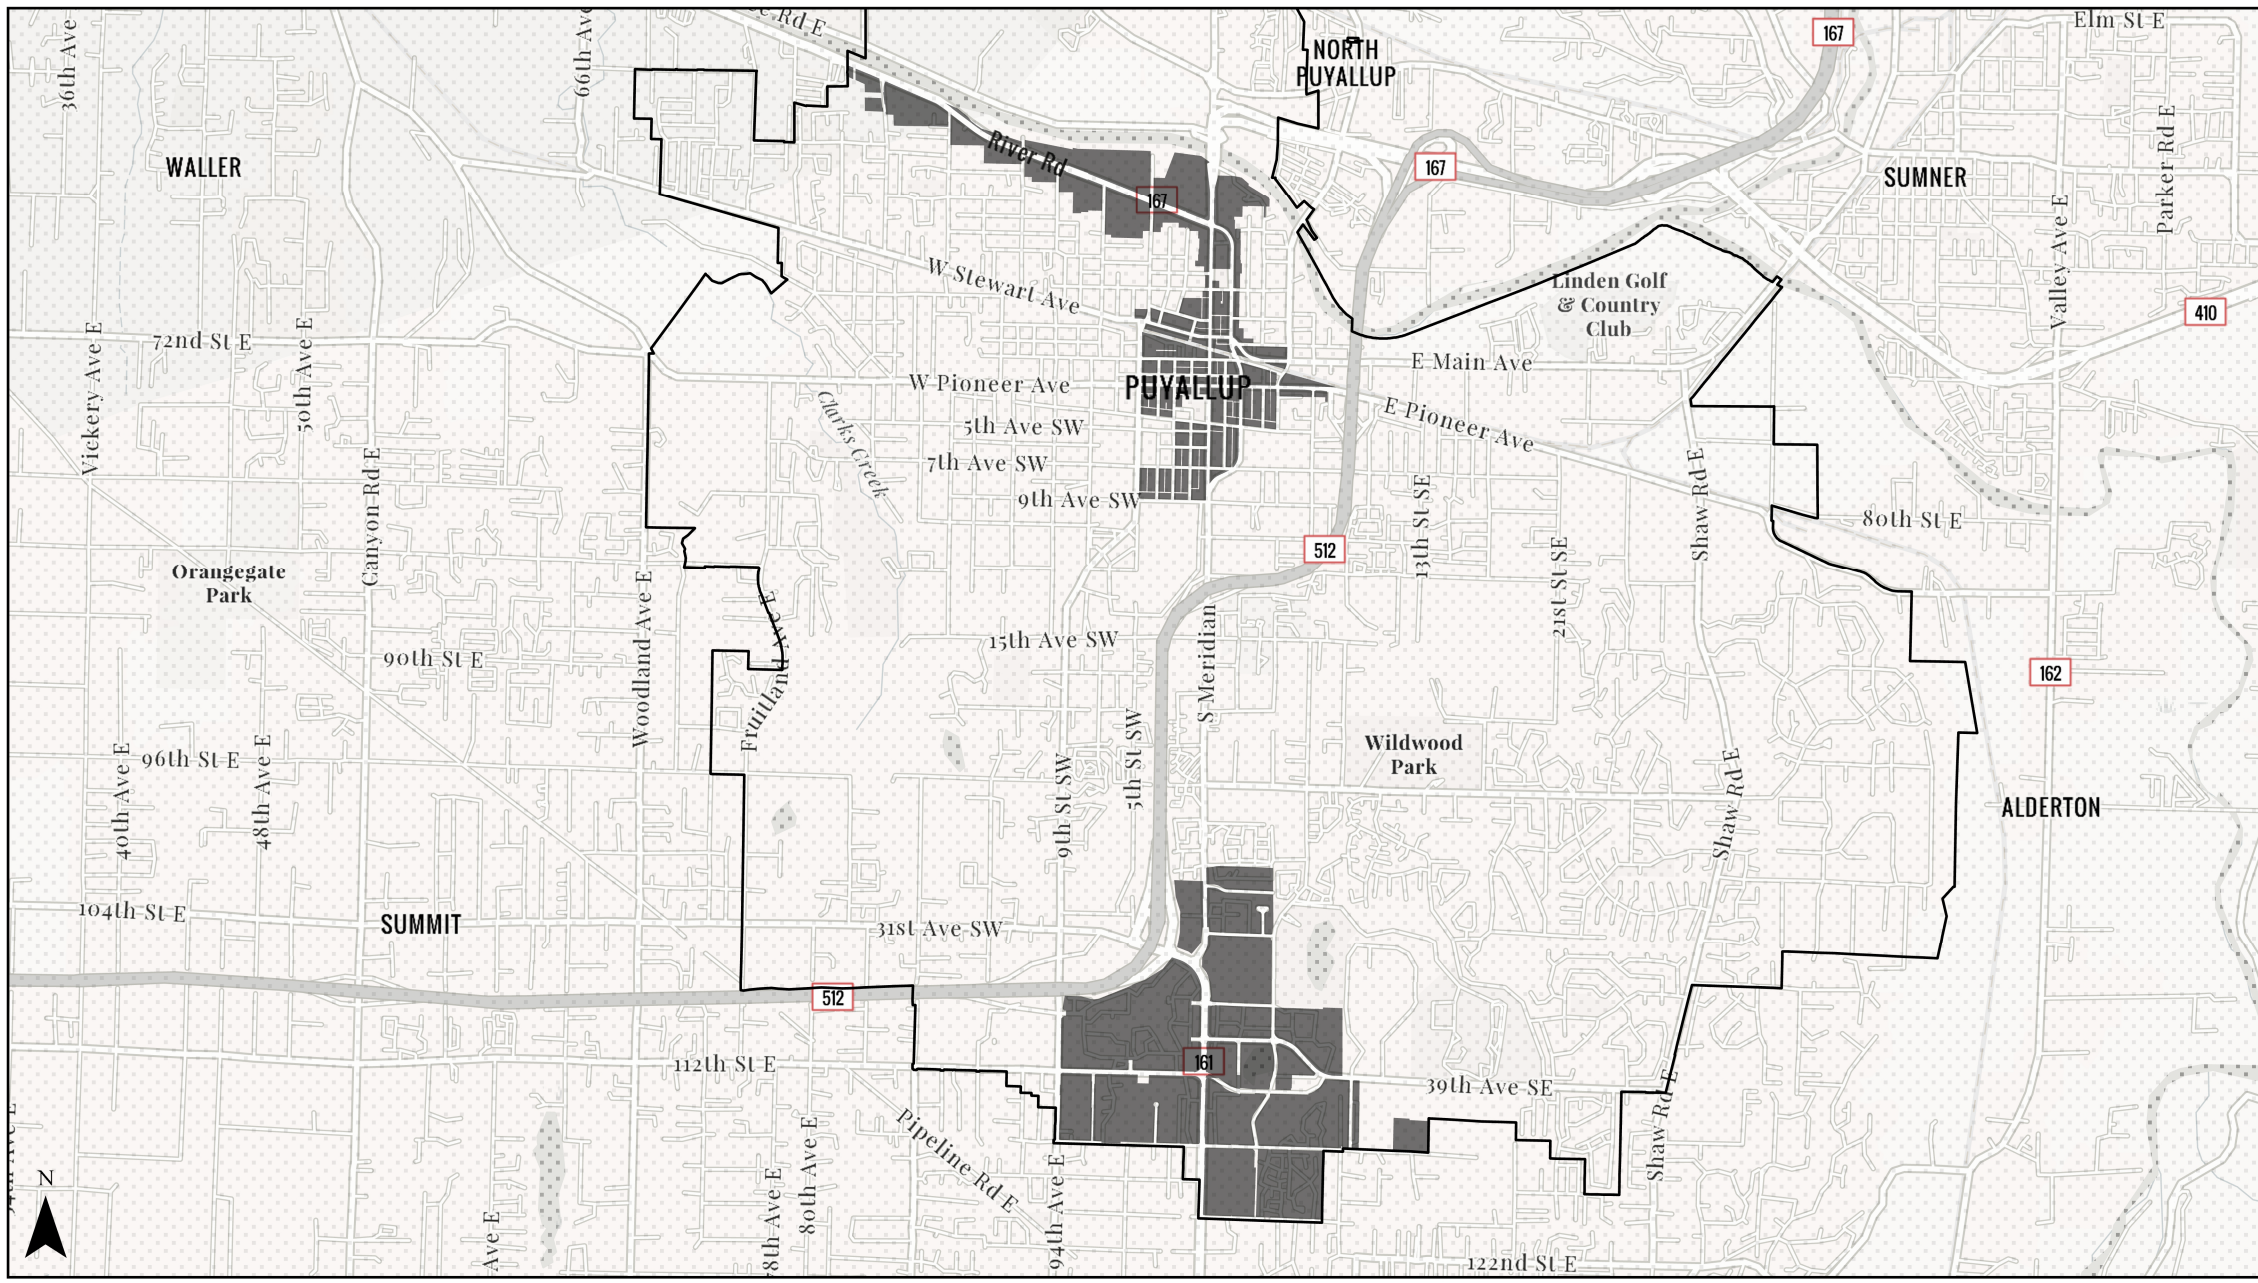 Elm St E
167
36th Ave
66th Ave
Rd E
NORTH
PUYALLUP
WALLER
River Rd
167
167
SUMNER
Parker Rd E
Valley Ave E
W Stewart Ave
Linden Golf
& Country
Club
410
72nd St E
50th Ave E
Vickery Ave E
E Main Ave
W Pioneer Ave
PUYALLUP
Clarks Creek
E Pioneer Ave
5th Ave SW
7th Ave SW
9th Ave SW
Canyon Rd E
Shaw Rd E
13th St SE
80th St E
512
21st St SE
Orangegate
Park
Woodland Ave E
Fruitland Ave E
15th Ave SW
S Meridian
90th St E
162
96th St E
40th Ave E
48th Ave E
9th St SW
5th St SW
Wildwood
Park
Shaw Rd E
ALDERTON
104th St E
SUMMIT
31st Ave SW
512
112th St E
161
39th Ave SE
Shaw Rd E
Pipeline Rd E
80th Ave E
8th Ave E
94th Ave E
Ave E
N
122nd St E